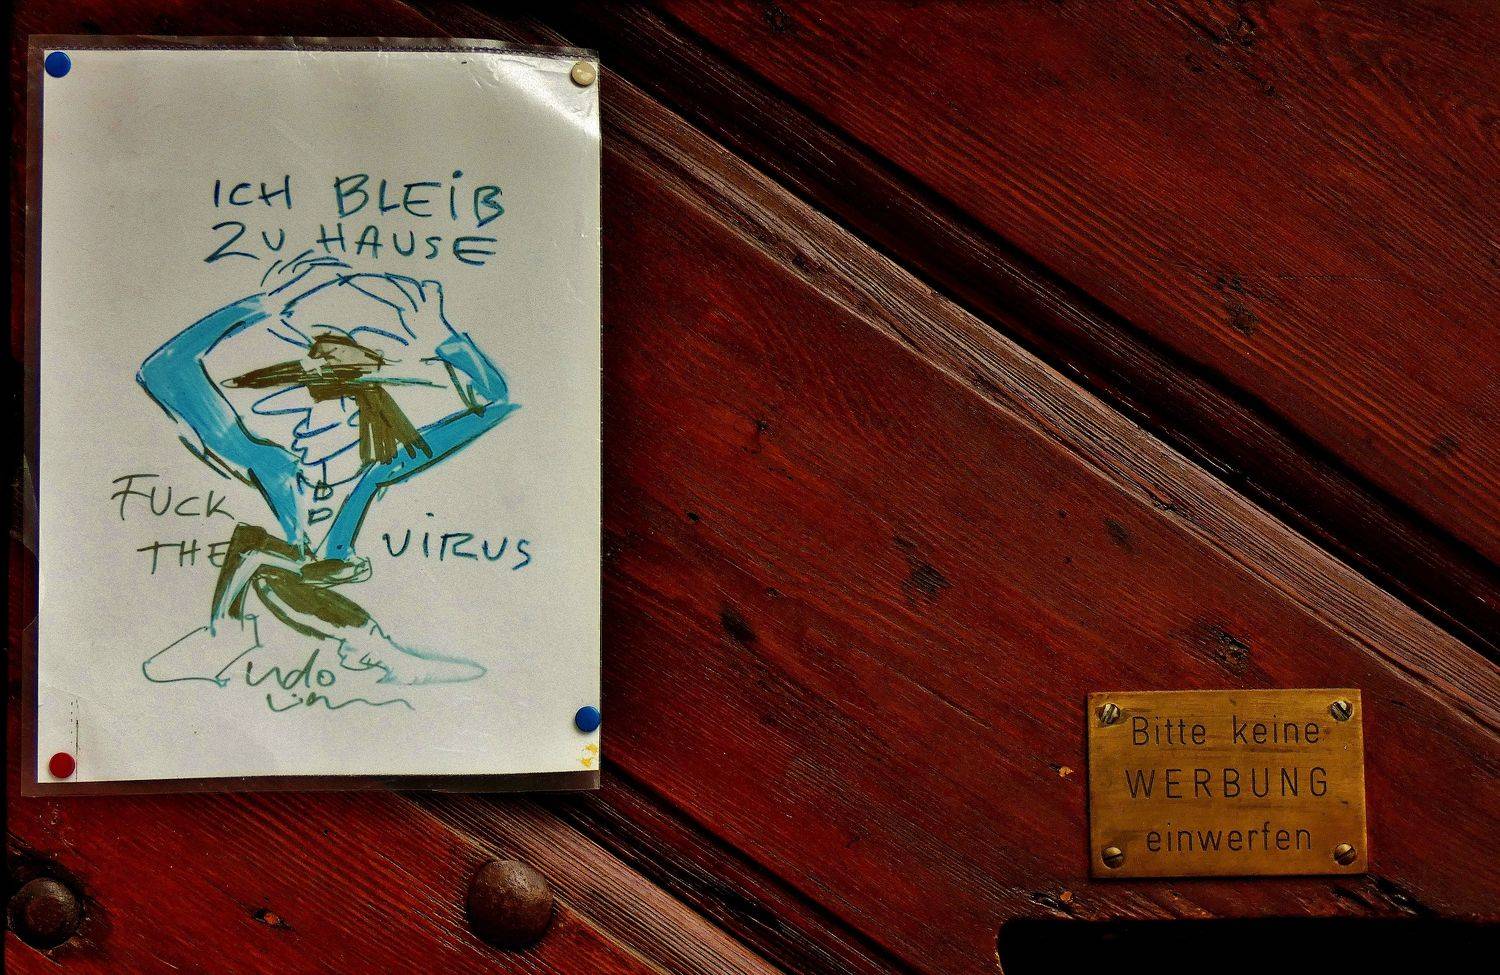 ICH BLEIB
ZU HAUSE
FUCK
THE VIRUS
Udo
Bitte keine
WERBUNG
einwerfen